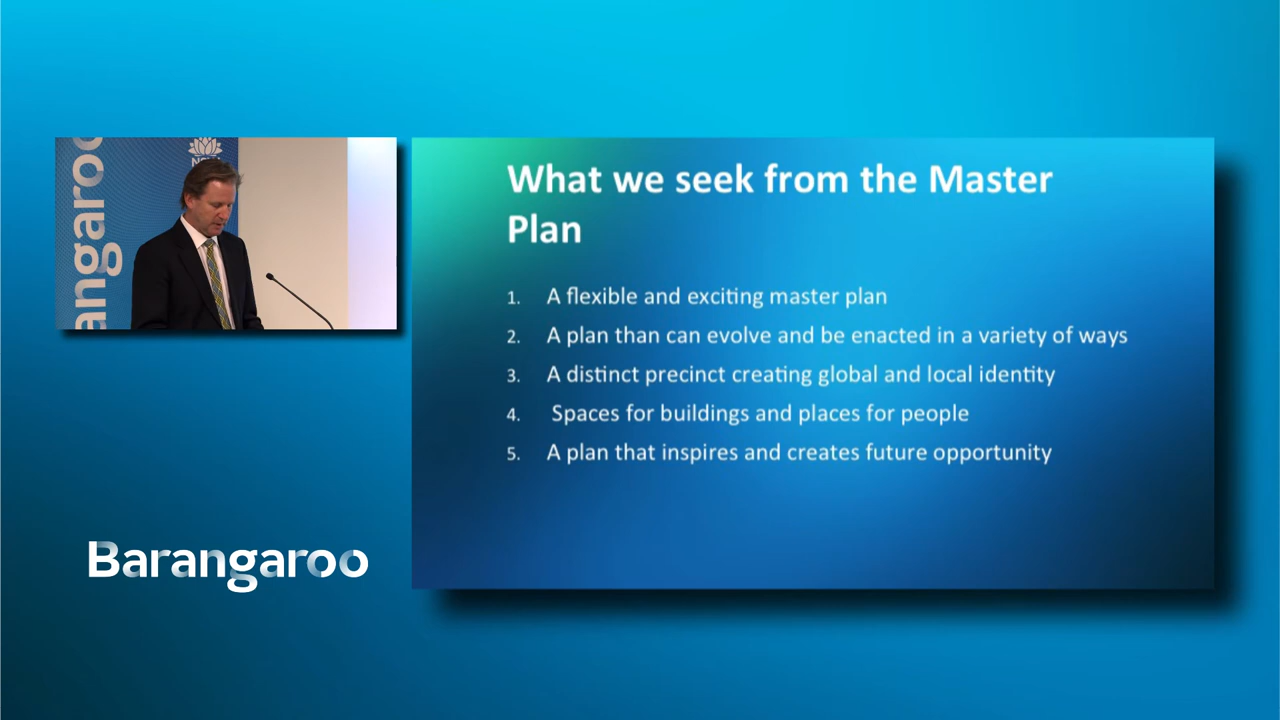 What we seek from the Master
Plan
1. A flexible and exciting master plan
2. A plan than can evolve and be enacted in a variety of ways
3. A distinct precinct creating global and local identity
4. Spaces for buildings and places for people
5. A plan that inspires and creates future opportunity
Barangaroo
angaroo